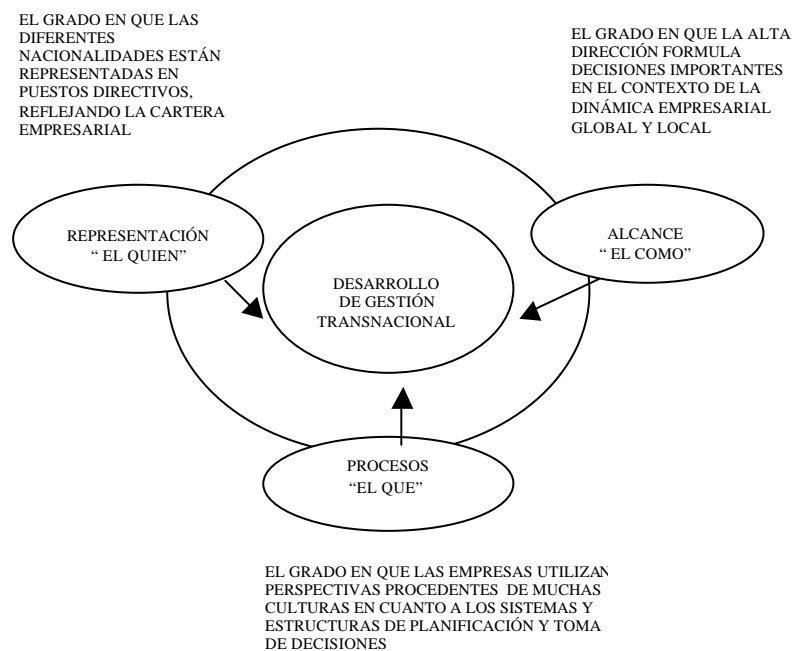 EL GRADO EN QUE LAS
DIFERENTES
NACIONALIDADES ESTÁN
REPRESENTADAS EN
PUESTOS DIRECTIVOS,
REFLEJANDO LA CARTERA
EMPRESARIAL
EL GRADO EN QUE LA ALTA
DIRECCIÓN FORMULA
DECISIONES IMPORTANTES
EN EL CONTEXTO DE LA
DINÁMICA EMPRESARIAL
GLOBAL Y LOCAL
REPRESENTACIÓN
“ EL QUIEN”
ALCANCE
“ EL COMO”
DESARROLLO
DE GESTIÓN
TRANSNACIONAL
PROCESOS
“EL QUE”
EL GRADO EN QUE LAS EMPRESAS UTILIZAN
PERSPECTIVAS PROCEDENTES DE MUCHAS
CULTURAS EN CUANTO A LOS SISTEMAS Y
ESTRUCTURAS DE PLANIFICACIÓN Y TOMA
DE DECISIONES